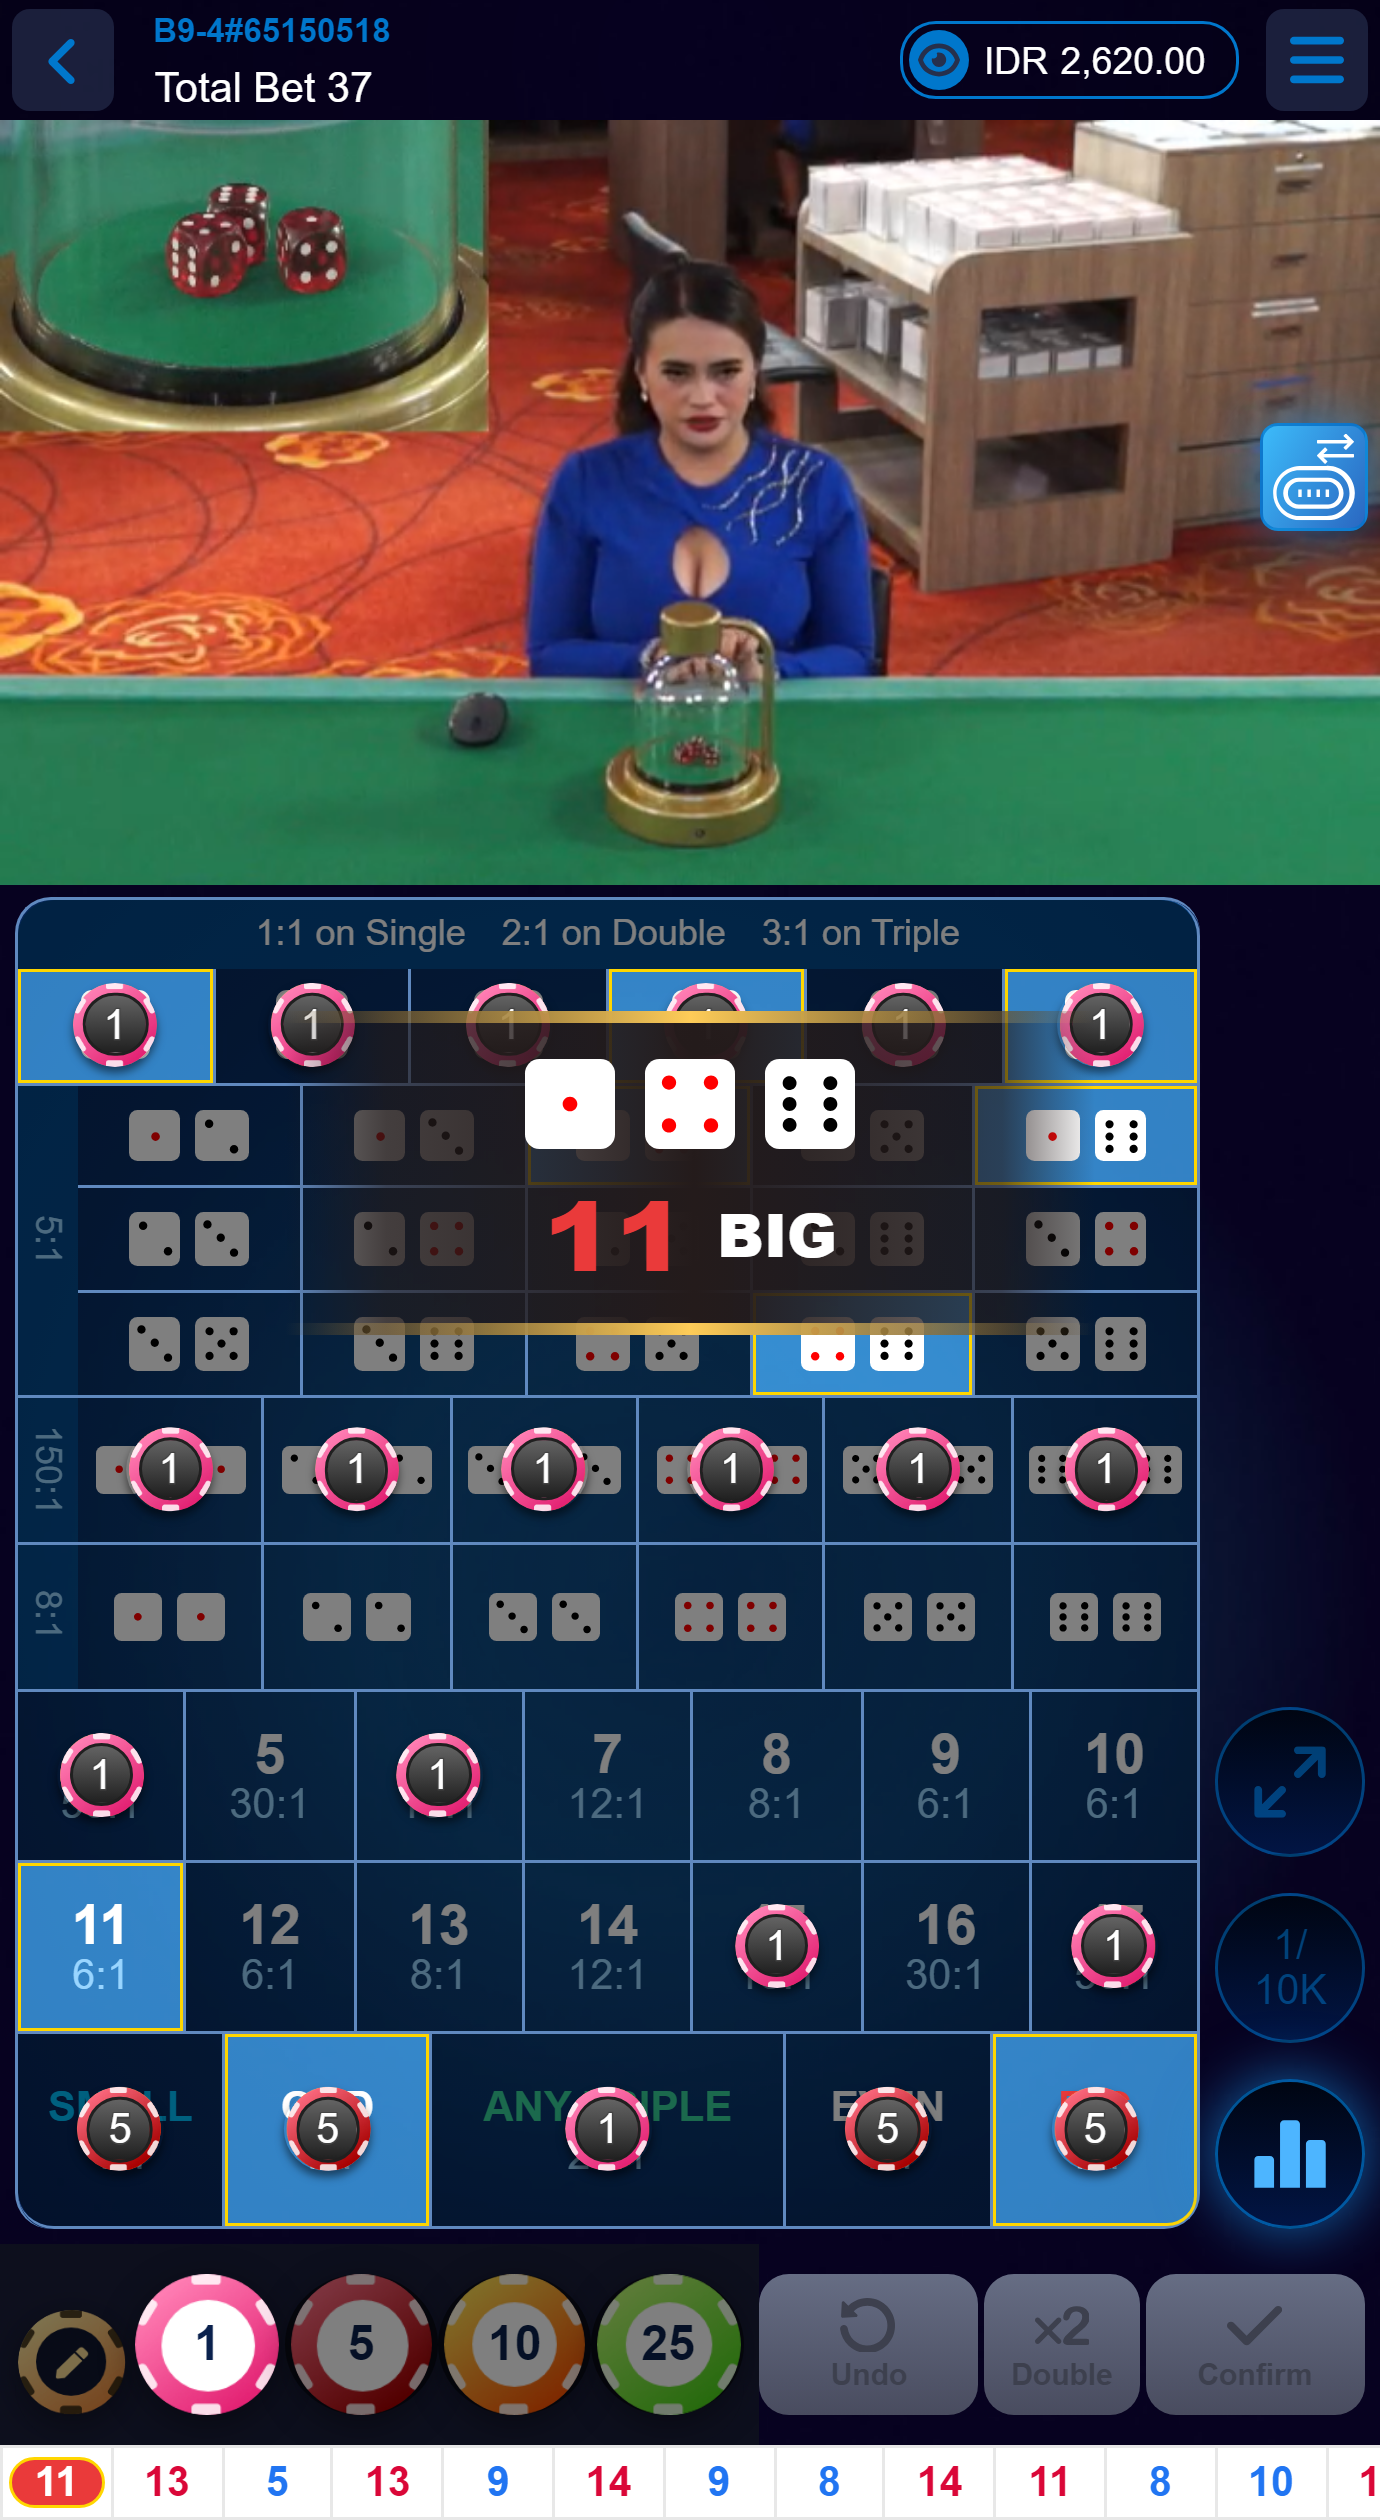 B9-4#65150518
Total Bet 37
IDR 2,620.00
1:1 on Single 2:1 on Double 3:1 on Triple
1 1 1 1 1
11 BIG
5:1
150:1
1 1 1 1 1 1
8:1
1 5 1 7 8 9 10
30:1 12:1 8:1 6:1 6:1
11 12 13 14 1 16 1
6:1 6:1 8:1 12:1 30:1
1/
10K
5 5 ANY 1 5 5
1 5 10 25
Undo
x2
Double
Confirm
11 13 5 13 9 14 9 8 14 11 8 10